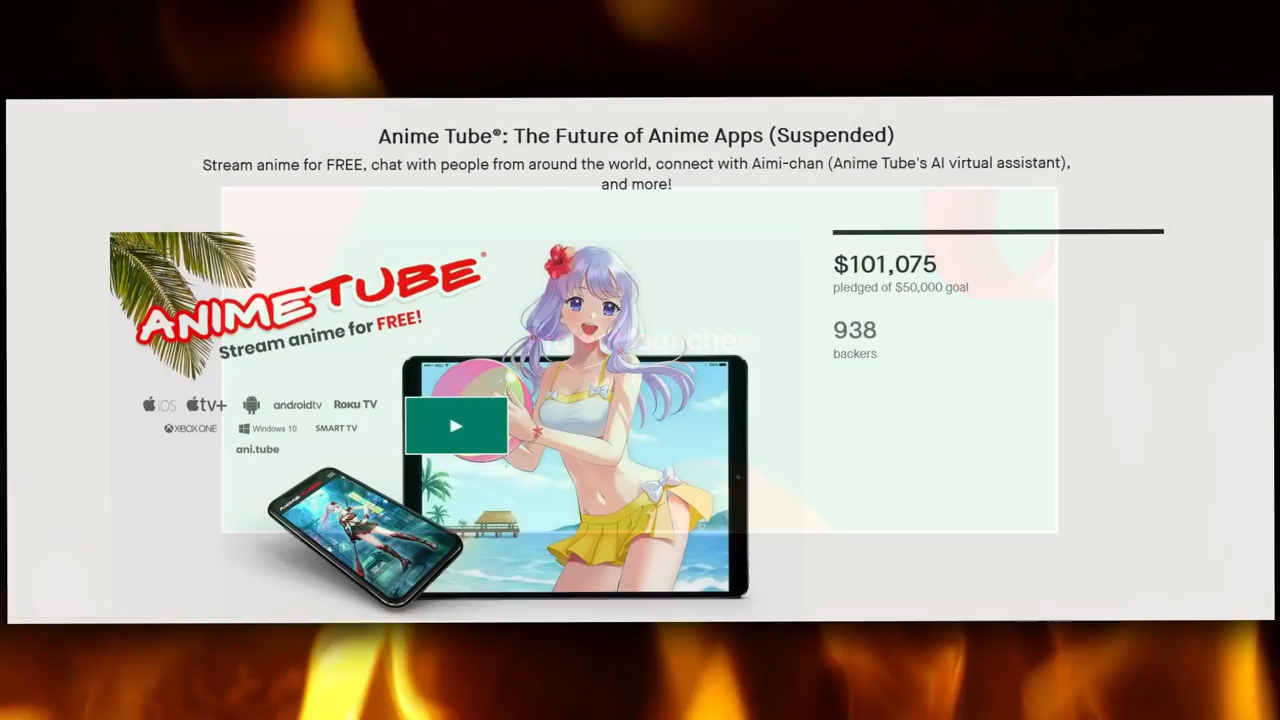 Anime Tube®: The Future of Anime Apps (Suspended)
Stream anime for FREE, chat with people from around the world, connect with Aimi-chan (Anime Tube's AI virtual assistant),
and more!
ANIMETUBE®
Stream anime for FREE!
iOS tv+ androidtv ROKU TV
XBOX ONE Windows 10 SMART TV
ani.tube
$101,075
pledged of $50,000 goal
938
backers